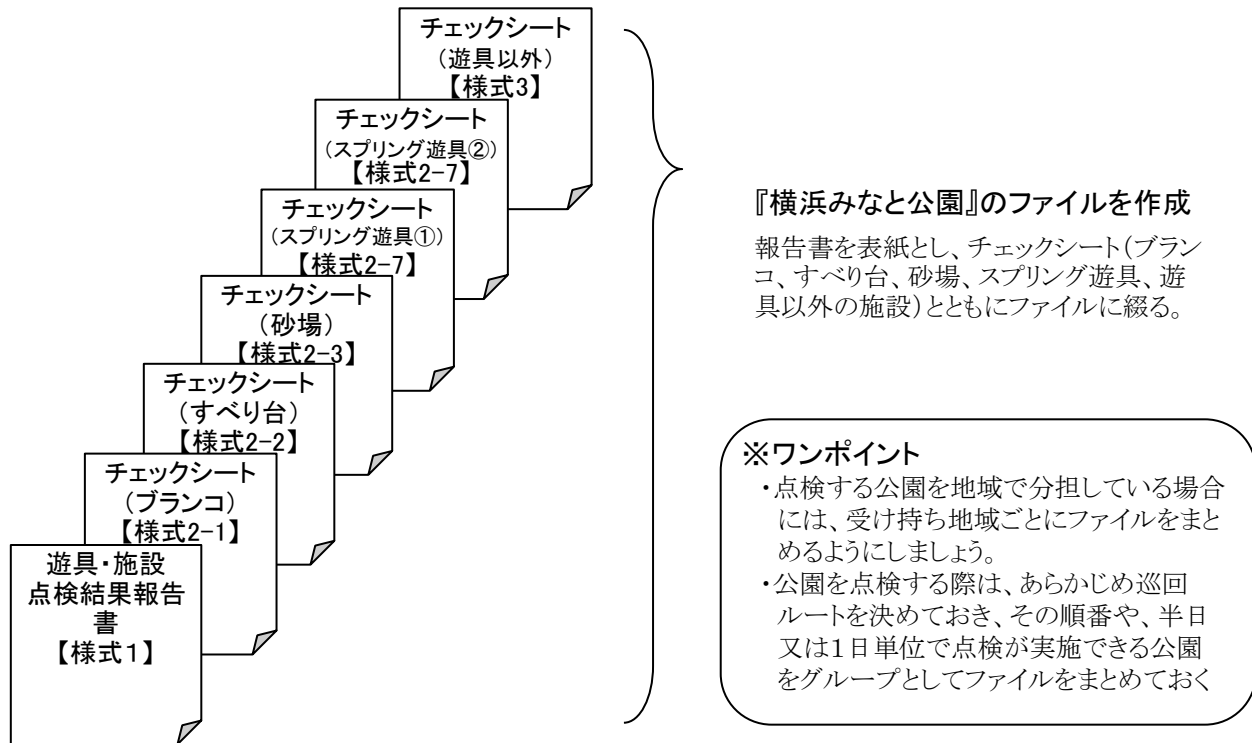 チェックシート
（遊具以外）
【様式3】
チェックシート
（スプリング遊具②）
【様式2-7】
チェックシート
（スプリング遊具①）
【様式2-7】
チェックシート
（砂場）
【様式2-3】
チェックシート
（すべり台）
【様式2-2】
チェックシート
（ブランコ）
【様式2-1】
遊具・施設
点検結果報告
書
【様式１】
『横浜みなと公園』のファイルを作成
報告書を表紙とし、チェックシート（ブラン
コ、すべり台、砂場、スプリング遊具、遊
具以外の施設）とともにファイルに綴る。
※ワンポイント
・点検する公園を地域で分担している場合
には、受け持ち地域ごとにファイルをまと
めるようにしましょう。
・公園を点検する際は、あらかじめ巡回
ルートを決めておき、その順番や、半日
又は1日単位で点検が実施できる公園
をグループとしてファイルをまとめておく